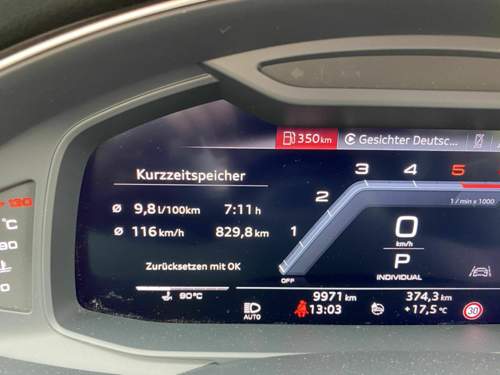 350km
Gesichter Deutsc...
Kurzzeitspeicher
Ø 9,8 l/100km 7:11 h
Ø 116 km/h 829,8 km
Zurücksetzen mit OK
90°C
1 2 3 4 5
1/min x 1000
0
km/h
P
INDIVIDUAL
OFF
AUTO
9971 km
13:03
374,3 km
+17,5 °C
30
130
°C
90